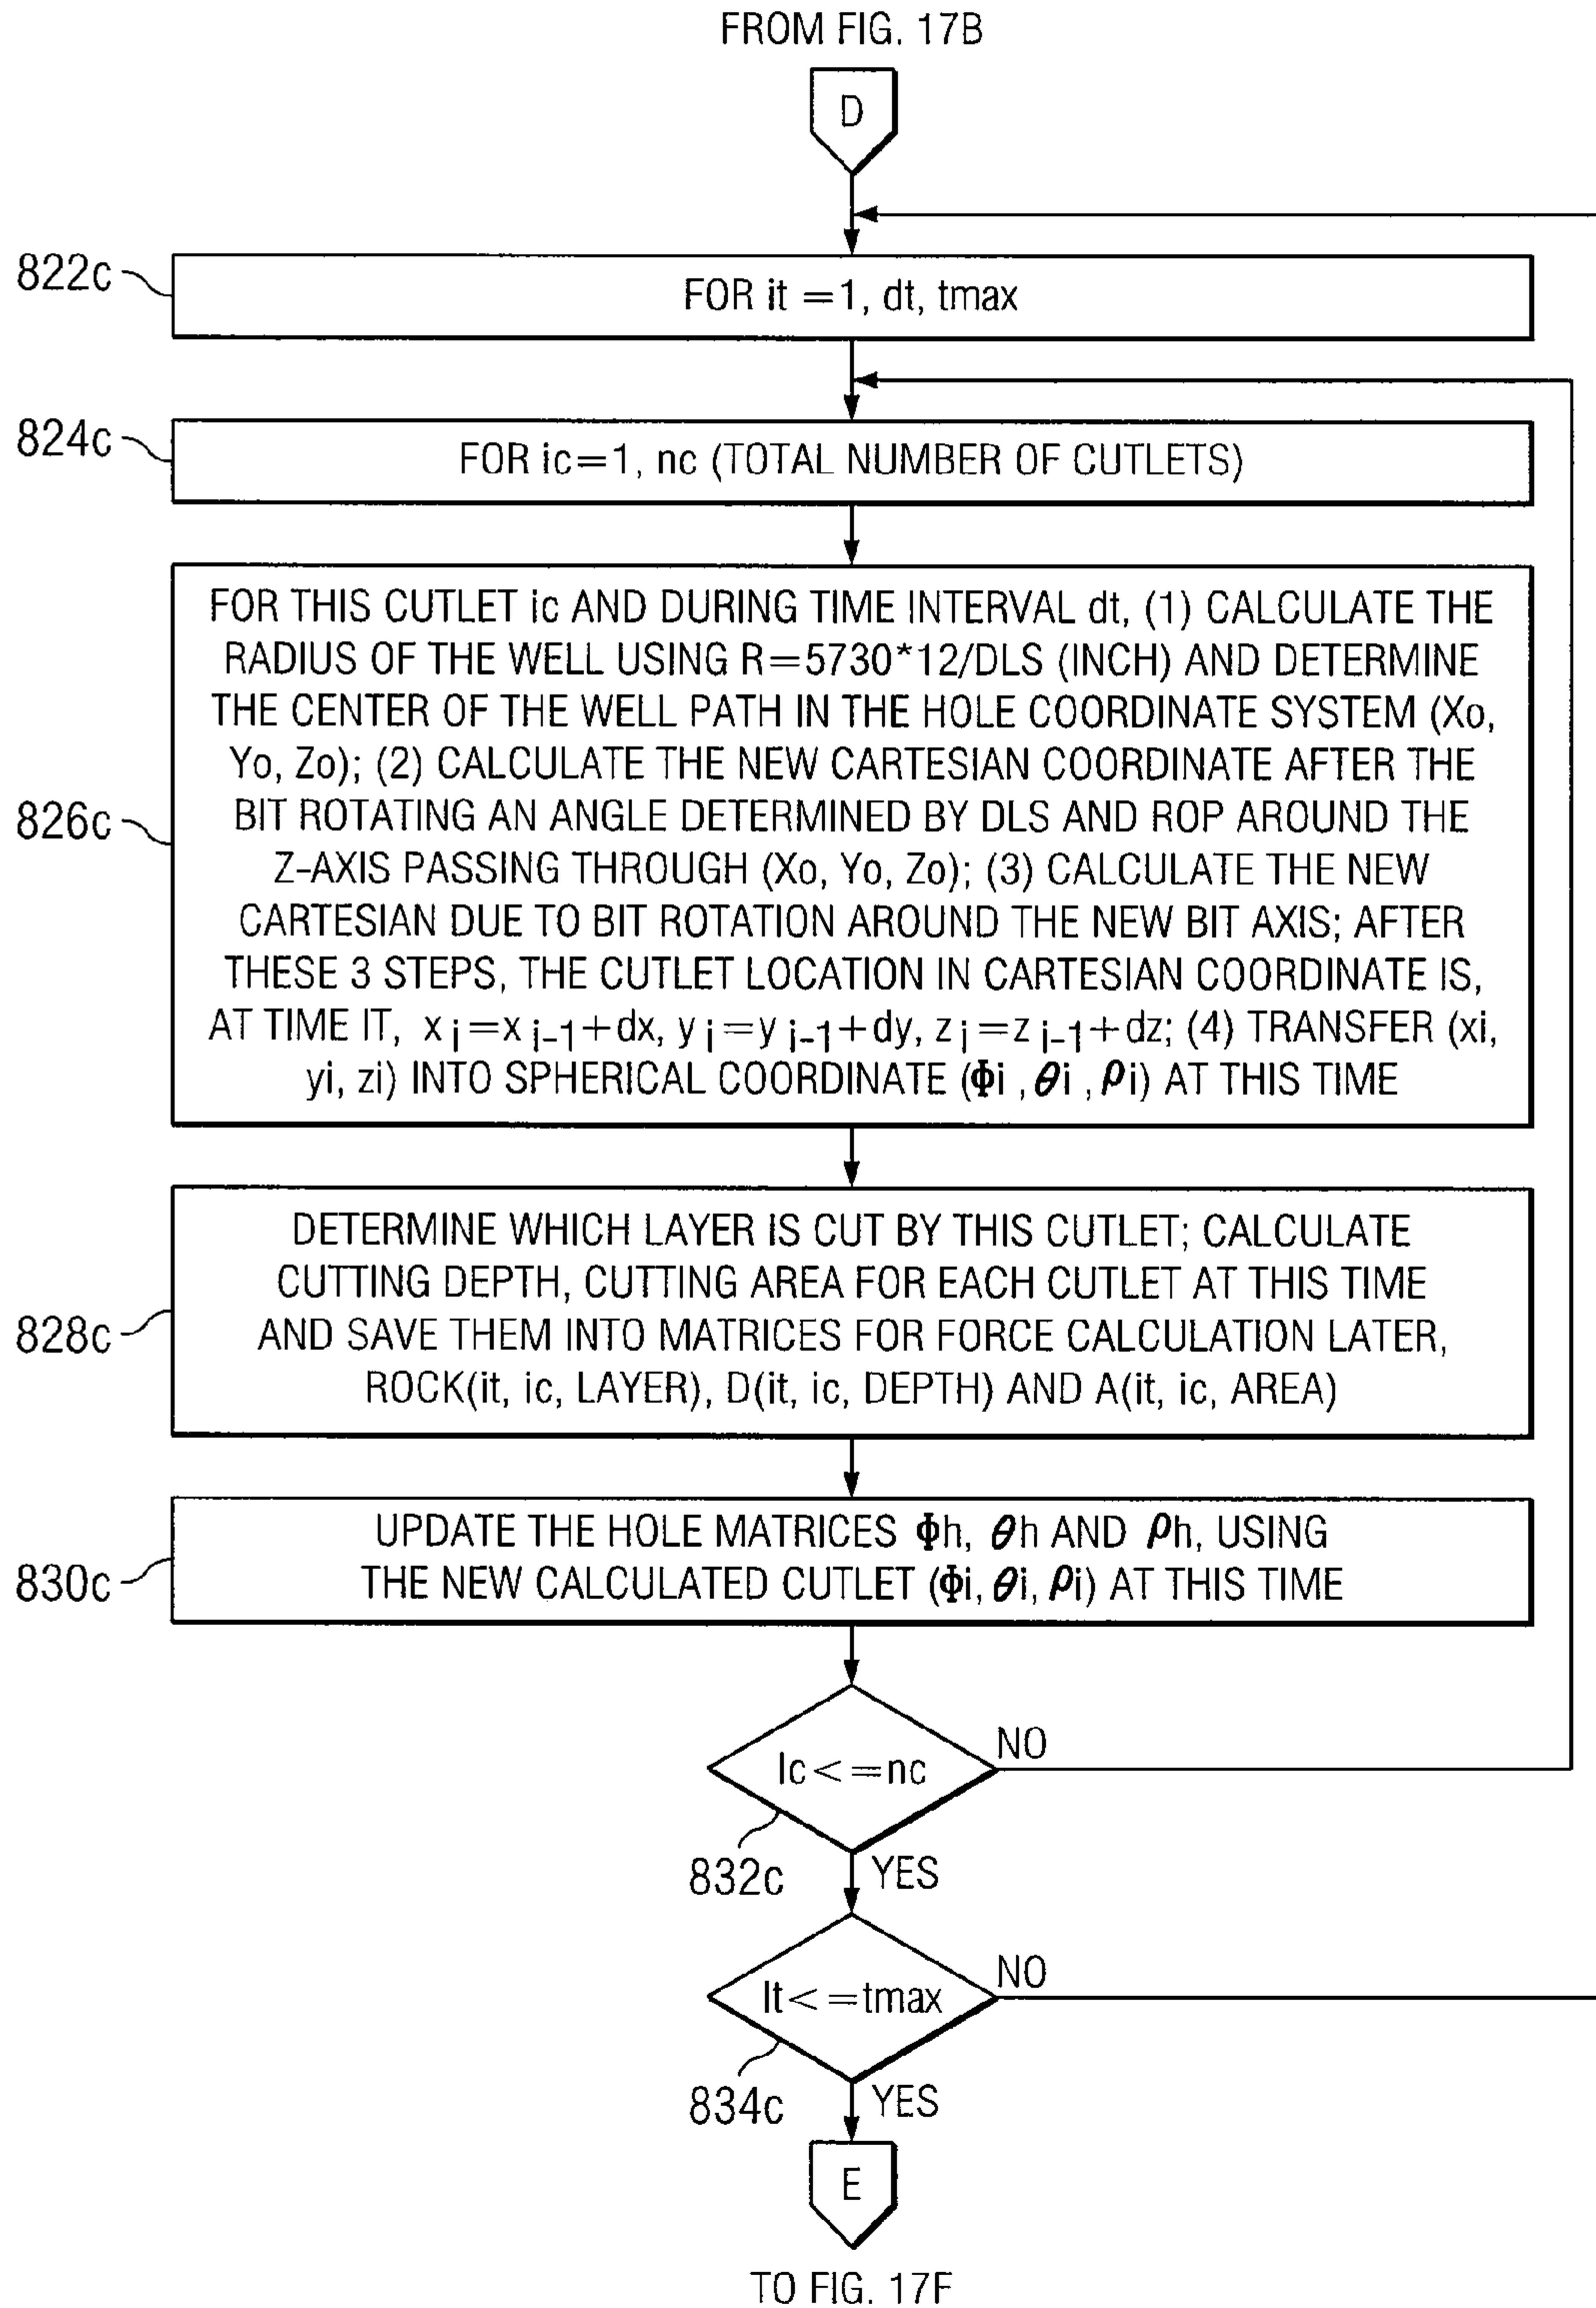 FROM FIG. 17B
D
822c
FOR it =1, dt, tmax
824c
FOR ic=1, nc (TOTAL NUMBER OF CUTLETS)
826c
FOR THIS CUTLET ic AND DURING TIME INTERVAL dt, (1) CALCULATE THE
RADIUS OF THE WELL USING R=5730*12/DLS (INCH) AND DETERMINE
THE CENTER OF THE WELL PATH IN THE HOLE COORDINATE SYSTEM (Xo,
Yo, Zo); (2) CALCULATE THE NEW CARTESIAN COORDINATE AFTER THE
BIT ROTATING AN ANGLE DETERMINED BY DLS AND ROP AROUND THE
Z-AXIS PASSING THROUGH (Xo, Yo, Zo); (3) CALCULATE THE NEW
CARTESIAN DUE TO BIT ROTATION AROUND THE NEW BIT AXIS; AFTER
THESE 3 STEPS, THE CUTLET LOCATION IN CARTESIAN COORDINATE IS,
AT TIME IT, x i=x i-1+dx, y i=y i-1+dy, z i=z i-1+dz; (4) TRANSFER (xi,
yi, zi) INTO SPHERICAL COORDINATE (Φi , θi , ρi) AT THIS TIME
828c
DETERMINE WHICH LAYER IS CUT BY THIS CUTLET; CALCULATE
CUTTING DEPTH, CUTTING AREA FOR EACH CUTLET AT THIS TIME
AND SAVE THEM INTO MATRICES FOR FORCE CALCULATION LATER,
ROCK(it, ic, LAYER), D(it, ic, DEPTH) AND A(it, ic, AREA)
830c
UPDATE THE HOLE MATRICES Φh, θh AND ρh, USING
THE NEW CALCULATED CUTLET (Φi, θi, ρi) AT THIS TIME
Ic<=nc
NO
832c
YES
It<=tmax
NO
834c
YES
E
TO FIG. 17F